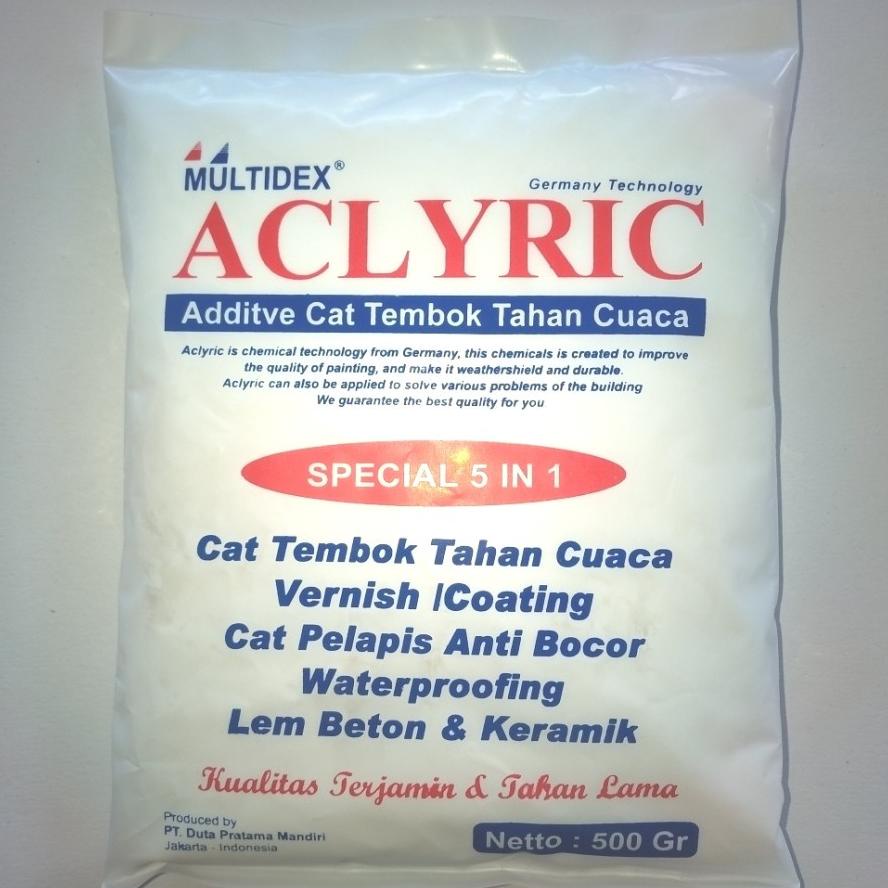 MULTIDEX®
Germany Technology
ACLYRIC
Additve Cat Tembok Tahan Cuaca
Aclyric is chemical technology from Germany, this chemicals is created to improve
the quality of painting, and make it weathershield and durable.
Aclyric can also be applied to solve various problems of the building
We guarantee the best quality for you
SPECIAL 5 IN 1
Cat Tembok Tahan Cuaca
Vernish |Coating
Cat Pelapis Anti Bocor
Waterproofing
Lem Beton & Keramik
Kualitas Terjamin & Tahan Lama
Produced by
PT. Duta Pratama Mandiri
Jakarta - Indonesia
Netto : 500 Gr